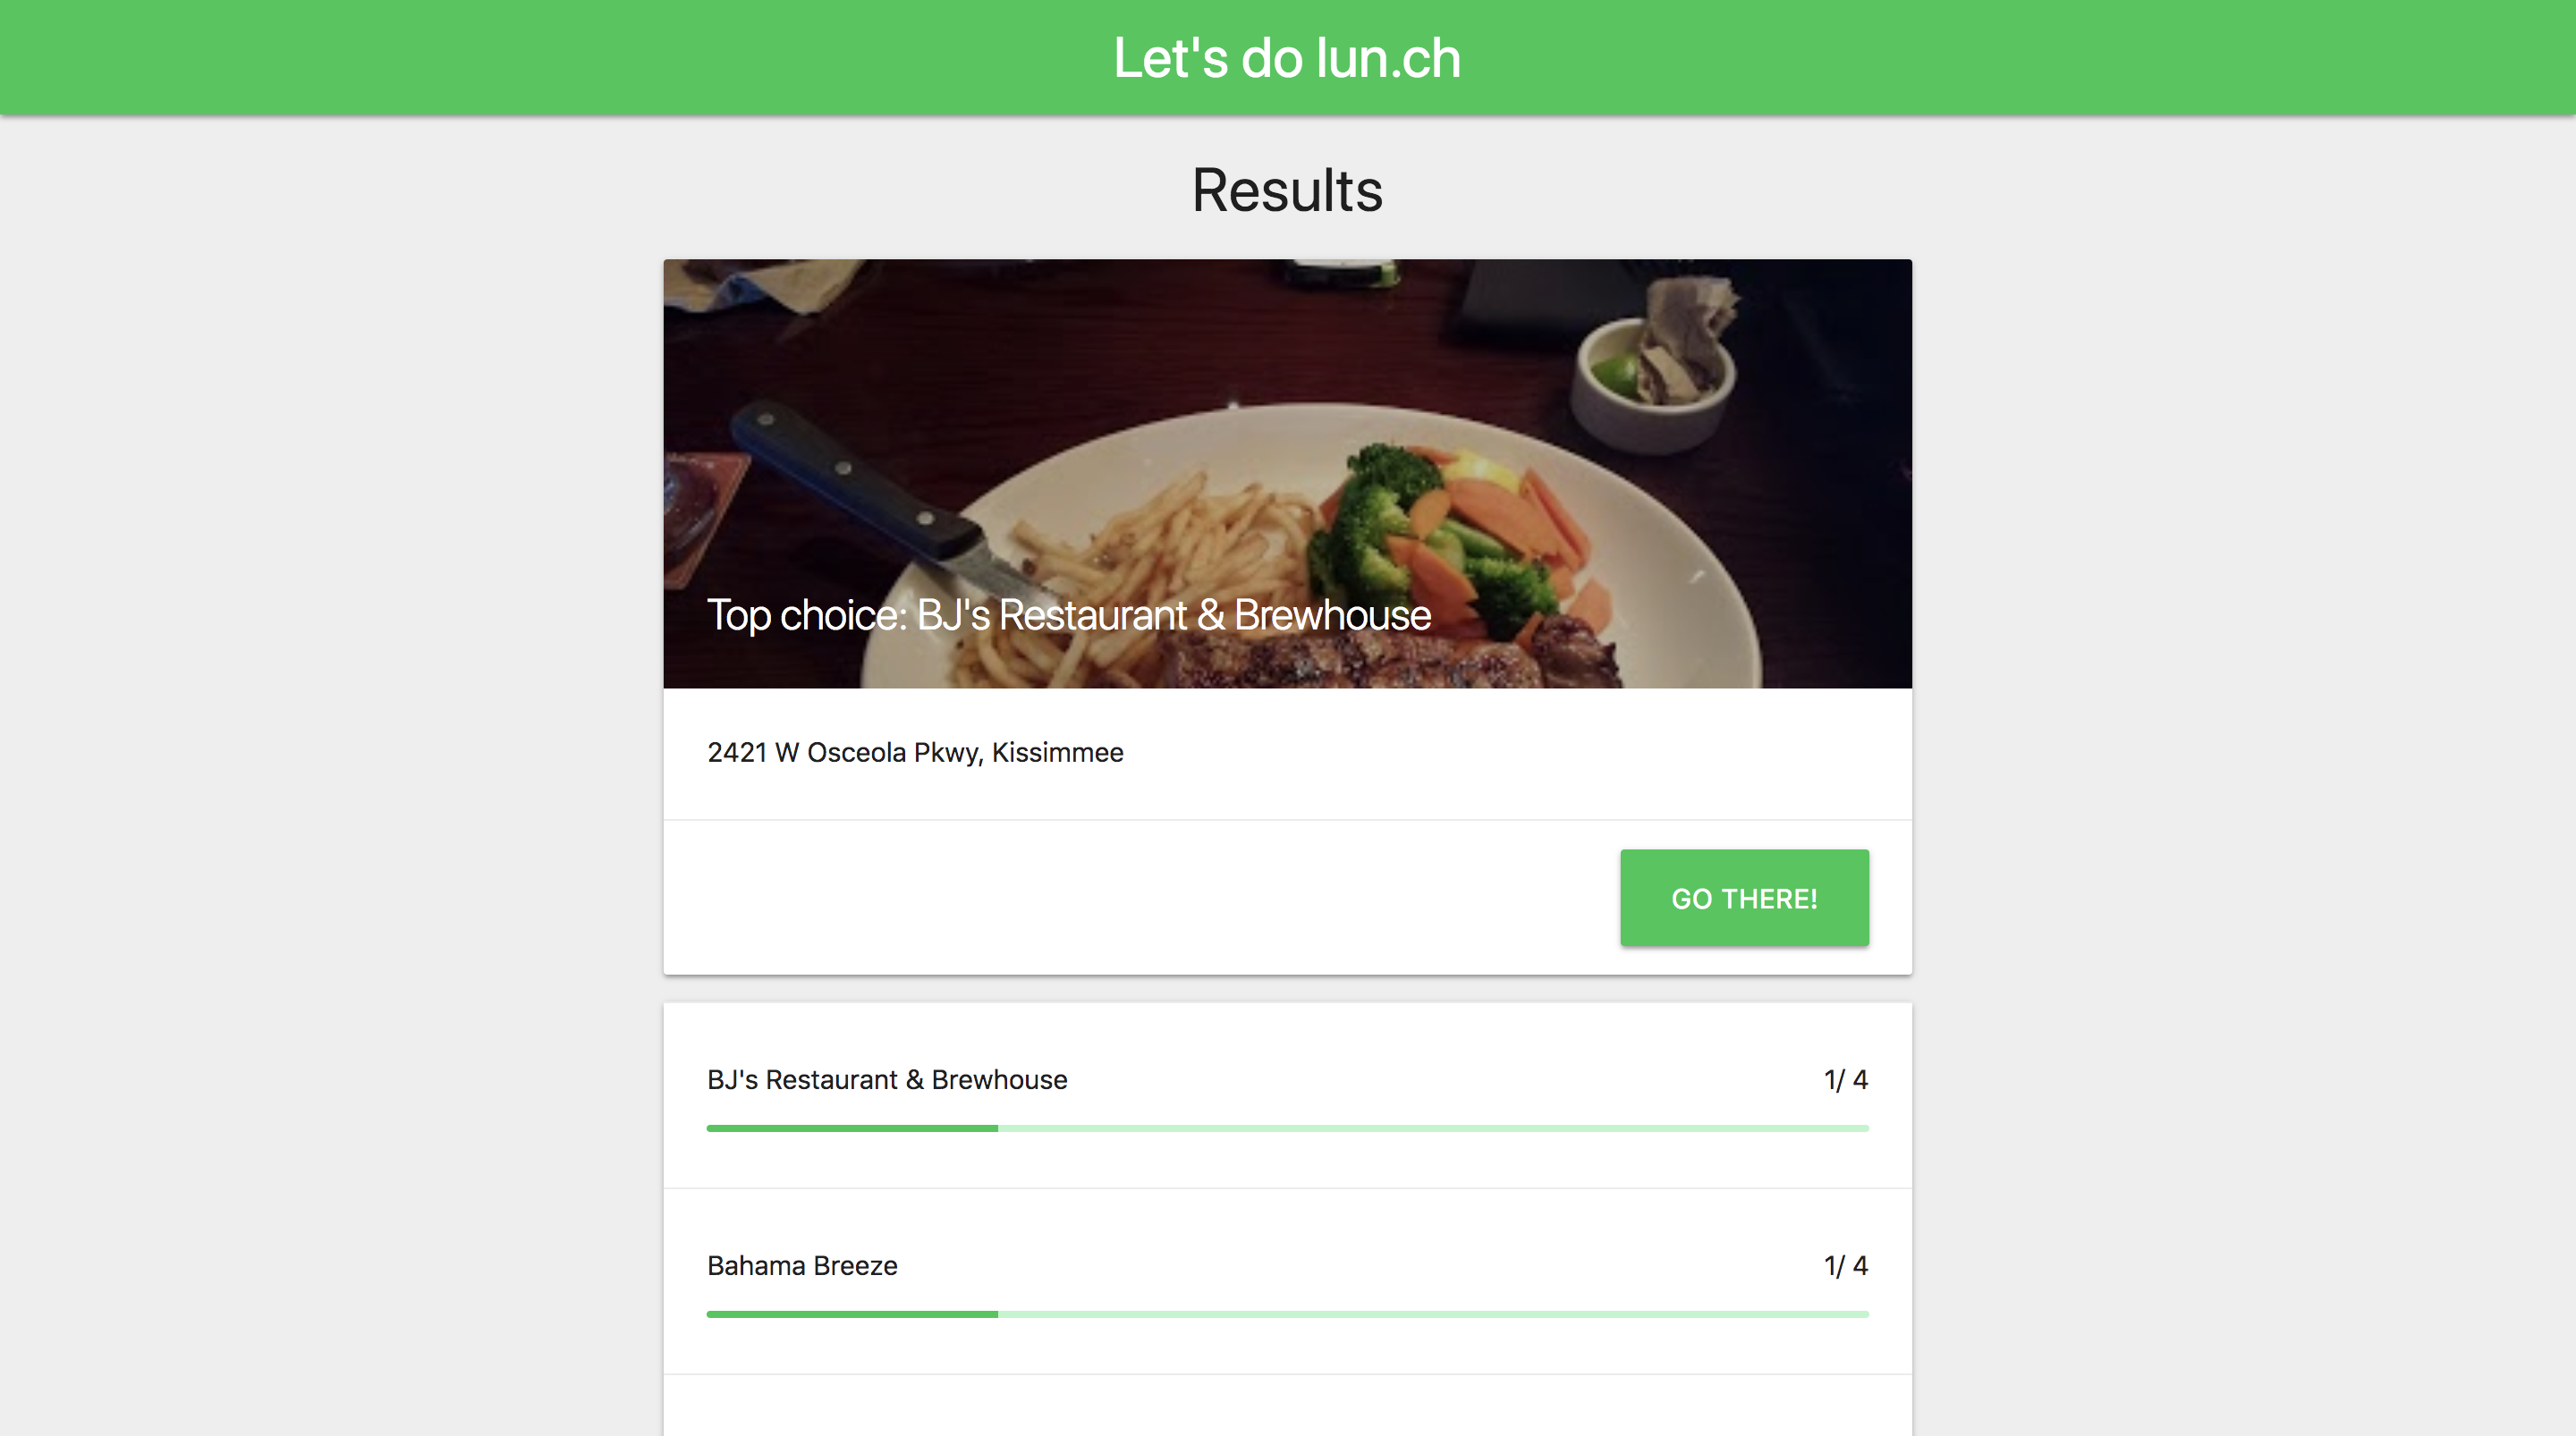 Let's do lun.ch
Results
Top choice: BJ's Restaurant & Brewhouse
2421 W Osceola Pkwy, Kissimmee
GO THERE!
BJ's Restaurant & Brewhouse 1/ 4
Bahama Breeze 1/ 4